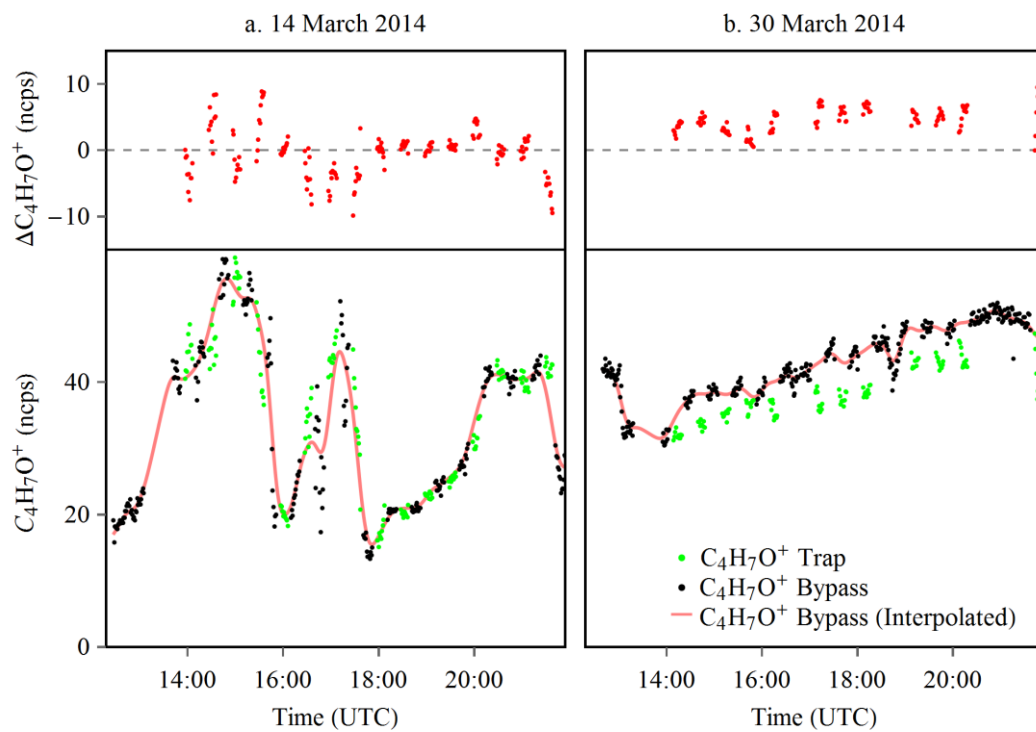 a. 14 March 2014
b. 30 March 2014
ΔC₄H₇O⁺ (ncps)
10
0
−10
C₄H₇O⁺ (ncps)
40
20
0
C₄H₇O⁺ Trap
C₄H₇O⁺ Bypass
C₄H₇O⁺ Bypass (Interpolated)
14:00 16:00 18:00 20:00
14:00 16:00 18:00 20:00
Time (UTC)
Time (UTC)